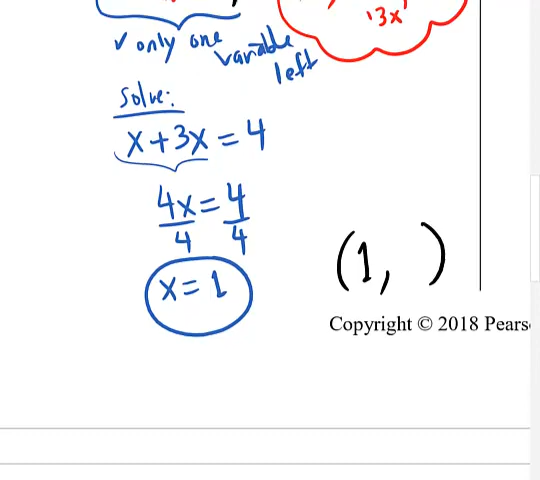 '3x
✓ only one variable left
Solve:
x+3x=4
4x=4
4 4
x=1
(1, )
Copyright © 2018 Pears